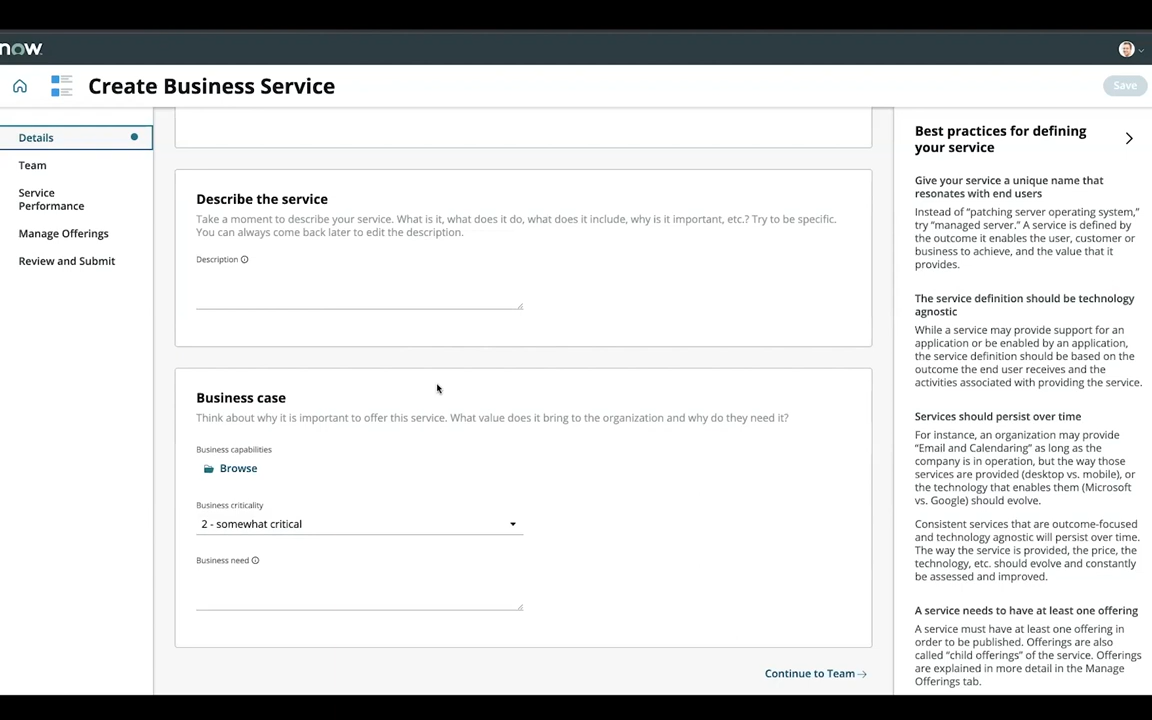 now
Create Business Service
Save
Details
Team
Service
Performance
Manage Offerings
Review and Submit
Describe the service
Take a moment to describe your service. What is it, what does it do, what does it include, why is it important, etc.? Try to be specific.
You can always come back later to edit the description.
Description
Business case
Think about why it is important to offer this service. What value does it bring to the organization and why do they need it?
Business capabilities
Browse
Business criticality
2 - somewhat critical
Business need
Continue to Team
Best practices for defining
your service
Give your service a unique name that
resonates with end users
Instead of “patching server operating system,”
try “managed server.” A service is defined by
the outcome it enables the user, customer or
business to achieve, and the value that it
provides.
The service definition should be technology
agnostic
While a service may provide support for an
application or be enabled by an application,
the service definition should be based on the
outcome the end user receives and the
activities associated with providing the service.
Services should persist over time
For instance, an organization may provide
“Email and Calendaring” as long as the
company is in operation, but the way those
services are provided (desktop vs. mobile), or
the technology that enables them (Microsoft
vs. Google) should evolve.
Consistent services that are outcome-focused
and technology agnostic will persist over time.
The way the service is provided, the price, the
technology, etc. should evolve and constantly
be assessed and improved.
A service needs to have at least one offering
A service must have at least one offering in
order to be published. Offerings are also
called “child offerings” of the service. Offerings
are explained in more detail in the Manage
Offerings tab.